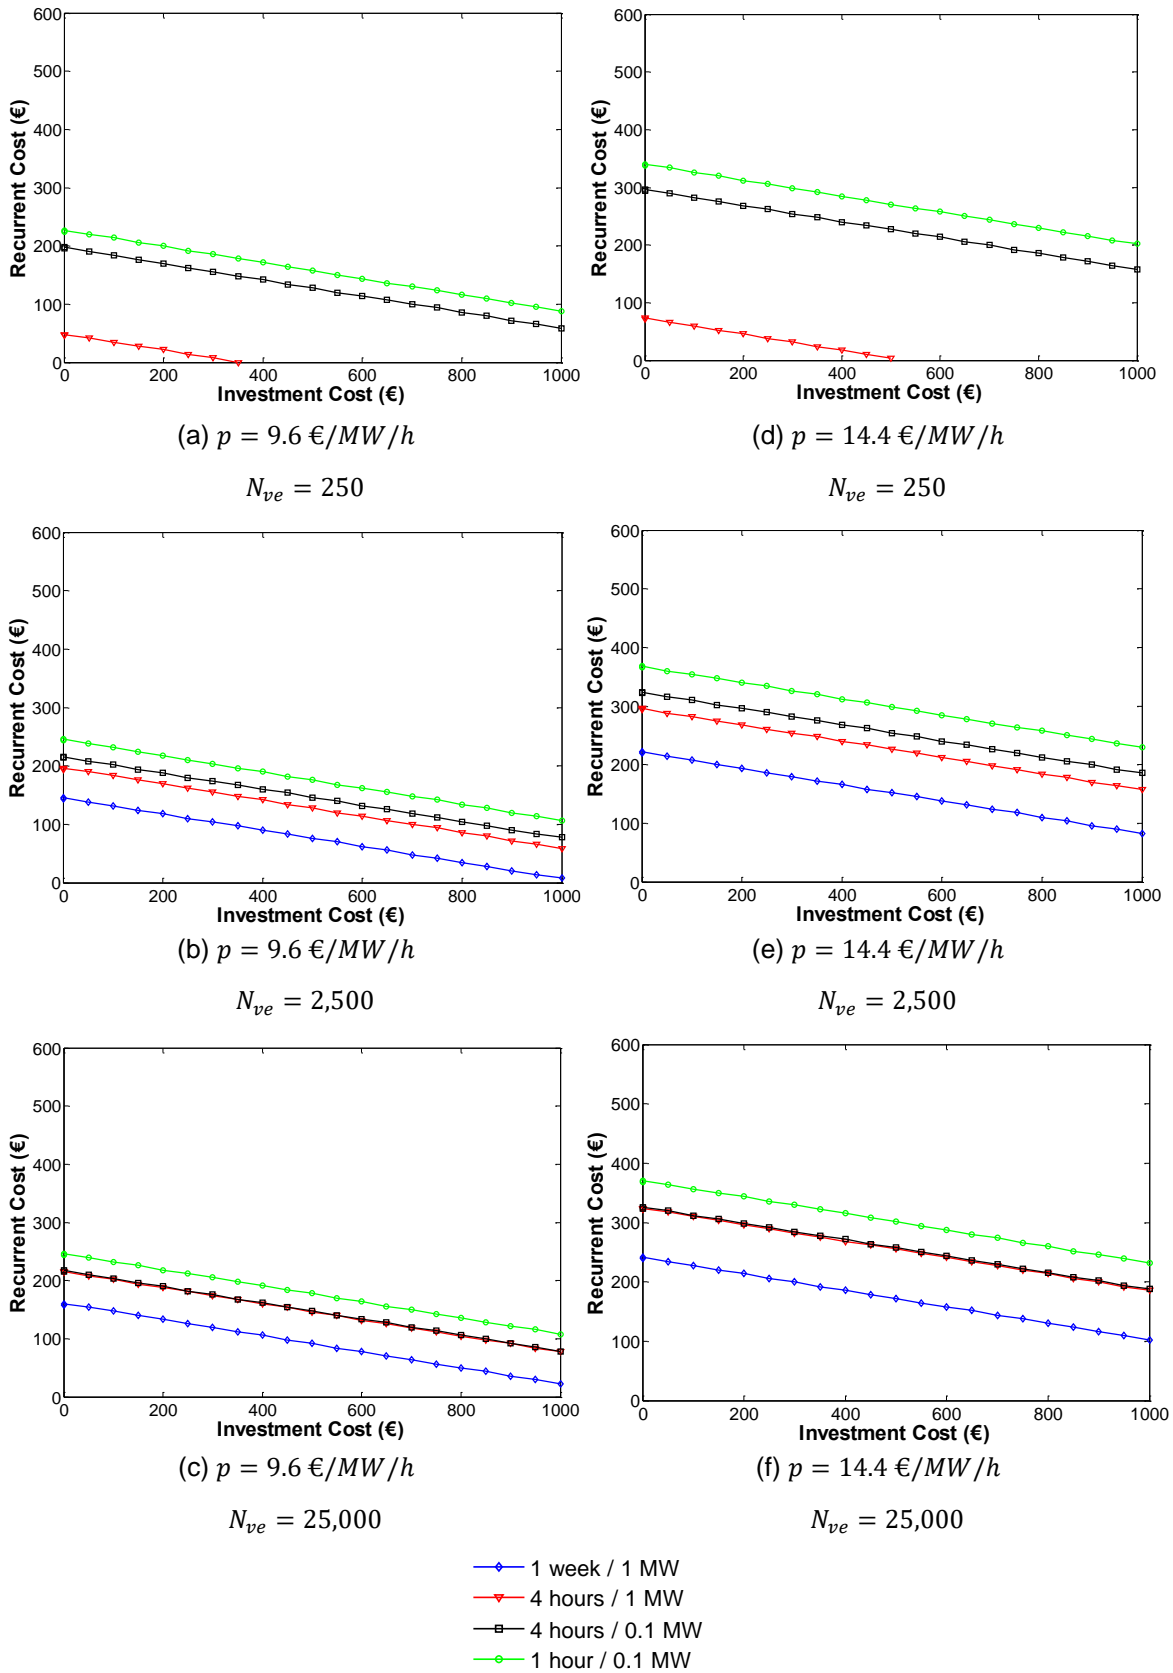 600
500
400
300
200
100
0
0 200 400 600 800 1000
Recurrent Cost (€)
Investment Cost (€)
(a) p = 9.6 €/MW/h
N_ve = 250
600
500
400
300
200
100
0
0 200 400 600 800 1000
Recurrent Cost (€)
Investment Cost (€)
(d) p = 14.4 €/MW/h
N_ve = 250
600
500
400
300
200
100
0
0 200 400 600 800 1000
Recurrent Cost (€)
Investment Cost (€)
(b) p = 9.6 €/MW/h
N_ve = 2,500
600
500
400
300
200
100
0
0 200 400 600 800 1000
Recurrent Cost (€)
Investment Cost (€)
(e) p = 14.4 €/MW/h
N_ve = 2,500
600
500
400
300
200
100
0
0 200 400 600 800 1000
Recurrent Cost (€)
Investment Cost (€)
(c) p = 9.6 €/MW/h
N_ve = 25,000
600
500
400
300
200
100
0
0 200 400 600 800 1000
Recurrent Cost (€)
Investment Cost (€)
(f) p = 14.4 €/MW/h
N_ve = 25,000
1 week / 1 MW
4 hours / 1 MW
4 hours / 0.1 MW
1 hour / 0.1 MW